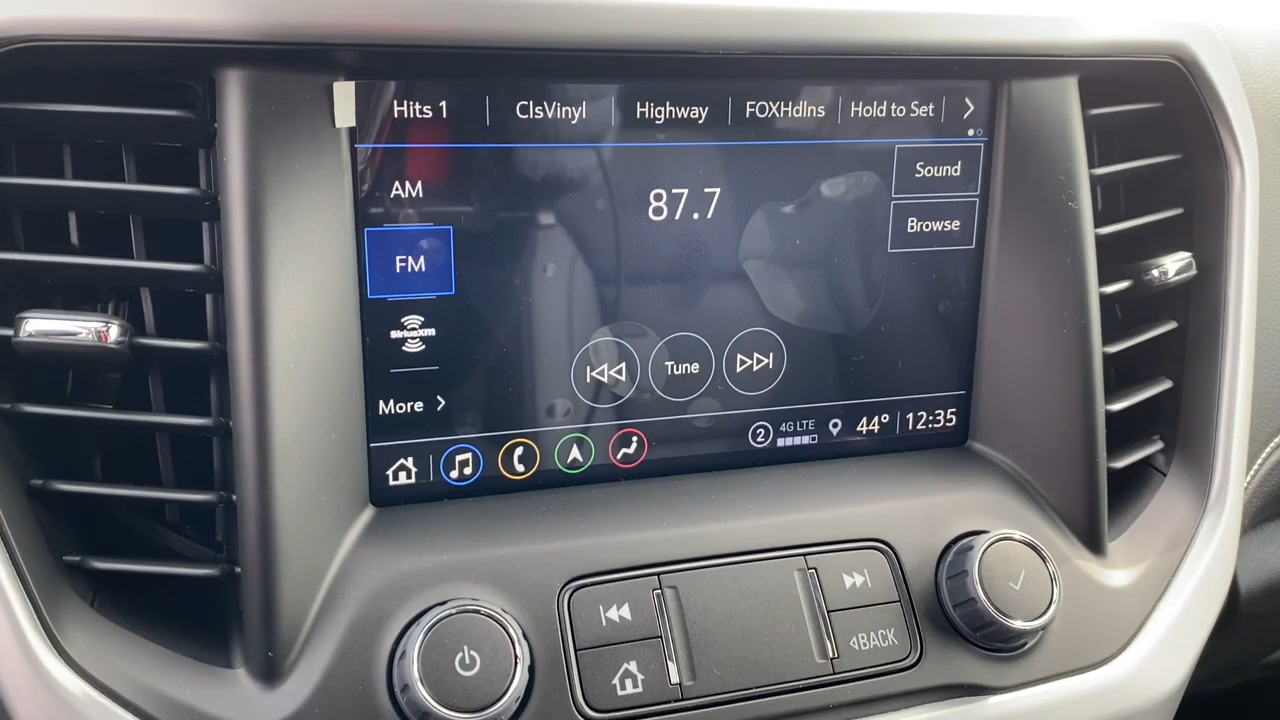 Hits 1
ClsVinyl
Highway
FOXHdlns
Hold to Set
AM
87.7
Sound
Browse
FM
SiriusXM
Tune
More
2
4G LTE
44°
12:35
BACK